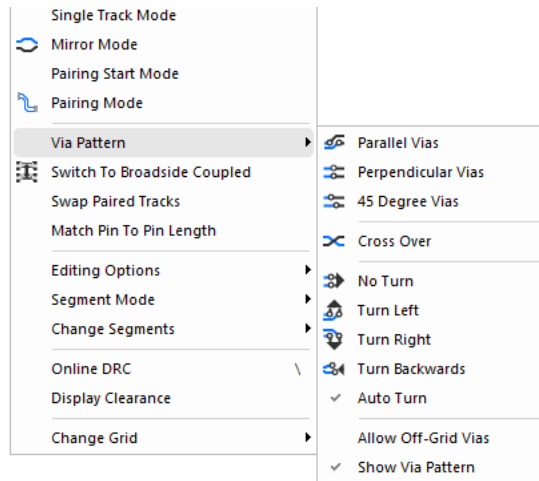 Single Track Mode
Mirror Mode
Pairing Start Mode
Pairing Mode
Via Pattern
Switch To Broadside Coupled
Swap Paired Tracks
Match Pin To Pin Length
Editing Options
Segment Mode
Change Segments
Online DRC \
Display Clearance
Change Grid
Parallel Vias
Perpendicular Vias
45 Degree Vias
Cross Over
No Turn
Turn Left
Turn Right
Turn Backwards
Auto Turn
Allow Off-Grid Vias
Show Via Pattern